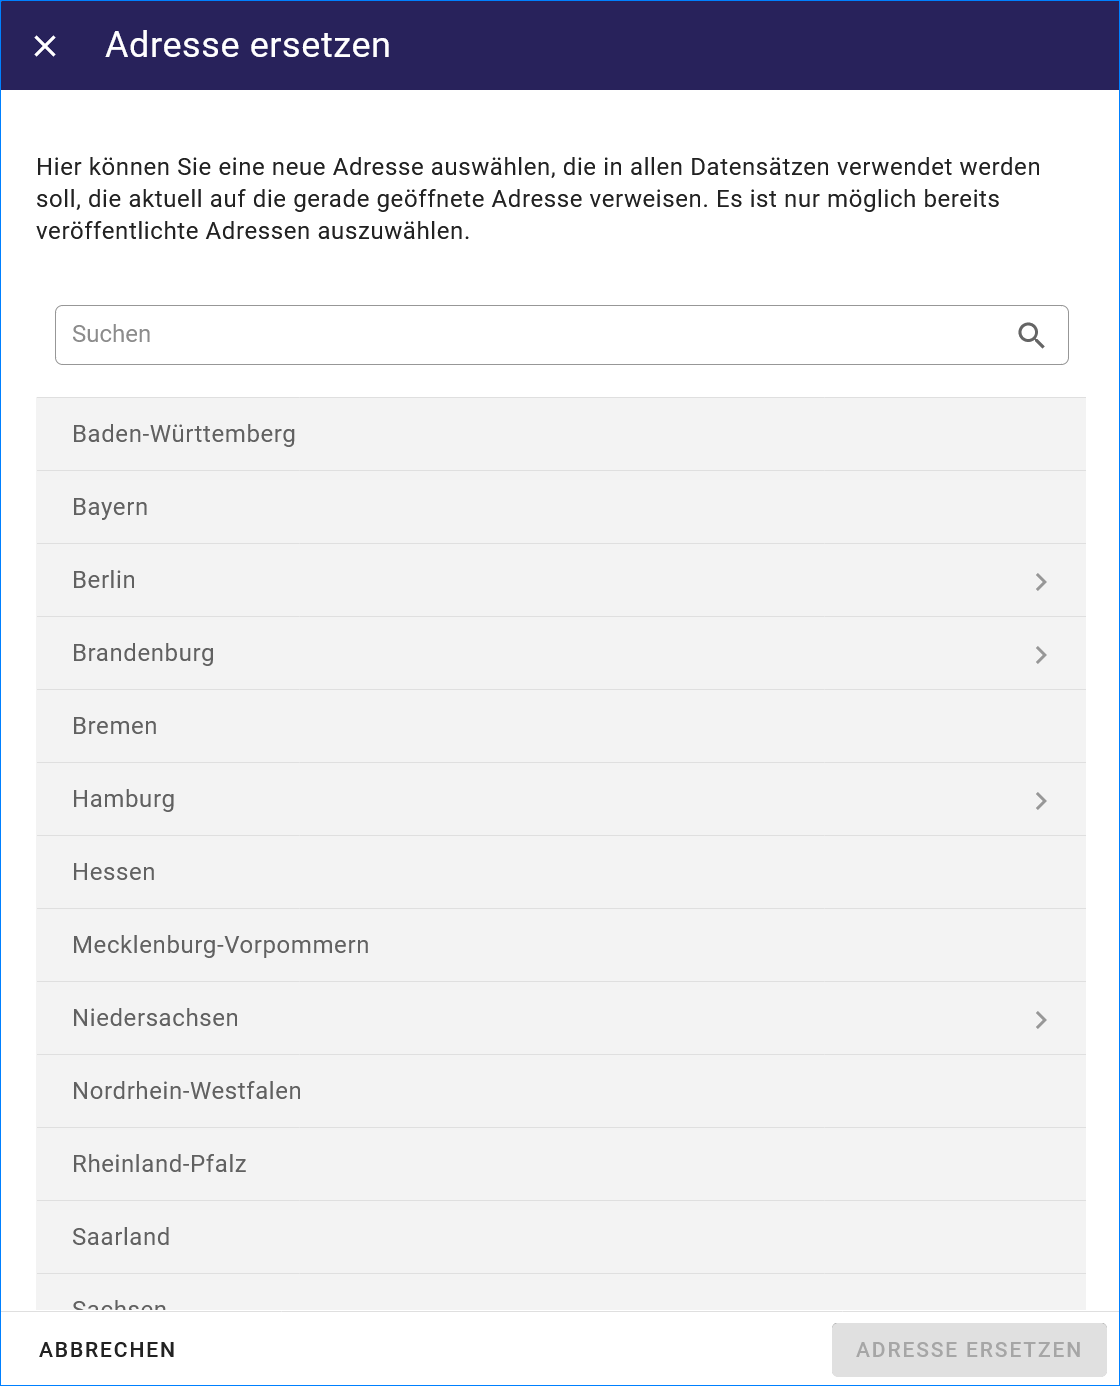 Adresse ersetzen
Hier können Sie eine neue Adresse auswählen, die in allen Datensätzen verwendet werden
soll, die aktuell auf die gerade geöffnete Adresse verweisen. Es ist nur möglich bereits
veröffentlichte Adressen auszuwählen.
Suchen
Baden-Württemberg
Bayern
Berlin
Brandenburg
Bremen
Hamburg
Hessen
Mecklenburg-Vorpommern
Niedersachsen
Nordrhein-Westfalen
Rheinland-Pfalz
Saarland
Sachsen
ABBRECHEN
ADRESSE ERSETZEN